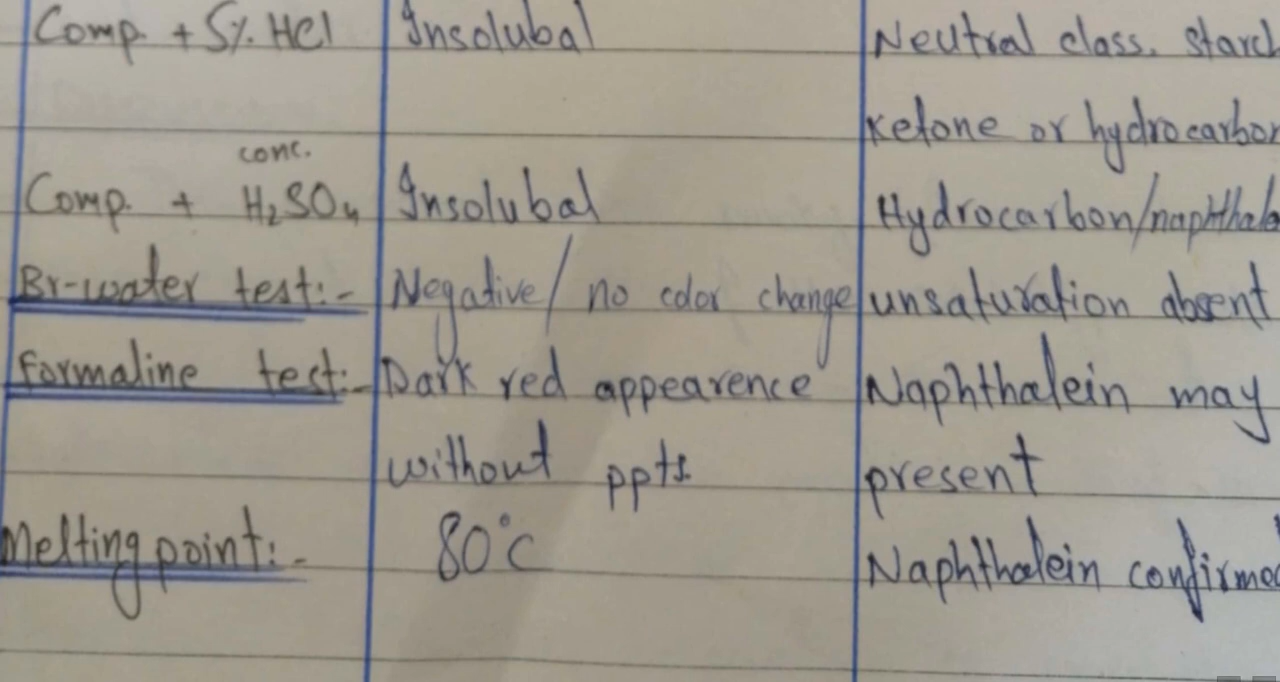 Comp. + 5%. HCl Insolubal Neutral class. starch
Ketone or hydrocarbon
conc.
Comp. + H₂SO₄ Insolubal Hydrocarbon/naphthale
Br-water test:- Negative/ no color change unsaturation absent
formaline test:- Dark red appearence Naphthalein may
without ppts. present
Melting point:- 80°C Naphthalein confirmed